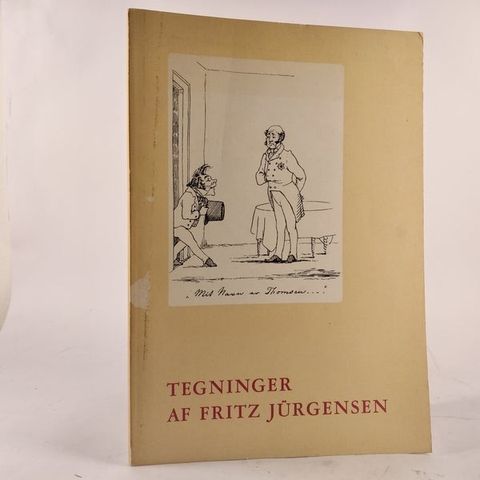 „Mit Navn er Thomsen...."
TEGNINGER
AF FRITZ JÜRGENSEN